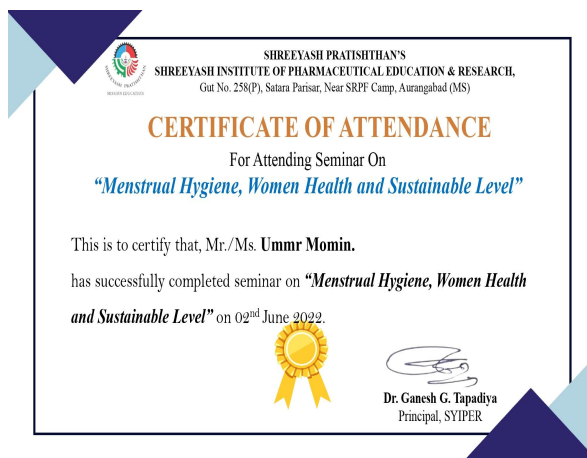 SHREEYASH PRATISHTHAN'S
SHREEYASH INSTITUTE OF PHARMACEUTICAL EDUCATION & RESEARCH,
Gut No. 258(P), Satara Parisar, Near SRPF Camp, Aurangabad (MS)
SHREEYASH PRATISHTHAN
CERTIFICATE OF ATTENDANCE
For Attending Seminar On
“Menstrual Hygiene, Women Health and Sustainable Level”
This is to certify that, Mr./Ms. Ummr Momin.
has successfully completed seminar on “Menstrual Hygiene, Women Health
and Sustainable Level” on 02nd June 2022.
Dr. Ganesh G. Tapadiya
Principal, SYIPER